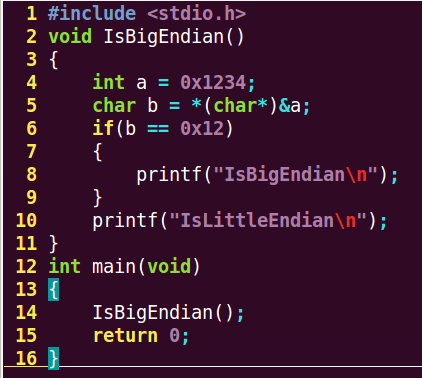 1 #include <stdio.h>
2 void IsBigEndian()
3 {
4     int a = 0x1234;
5     char b = *(char*)&a;
6     if(b == 0x12)
7     {
8         printf("IsBigEndian\n");
9     }
10     printf("IsLittleEndian\n");
11 }
12 int main(void)
13 {
14     IsBigEndian();
15     return 0;
16 }